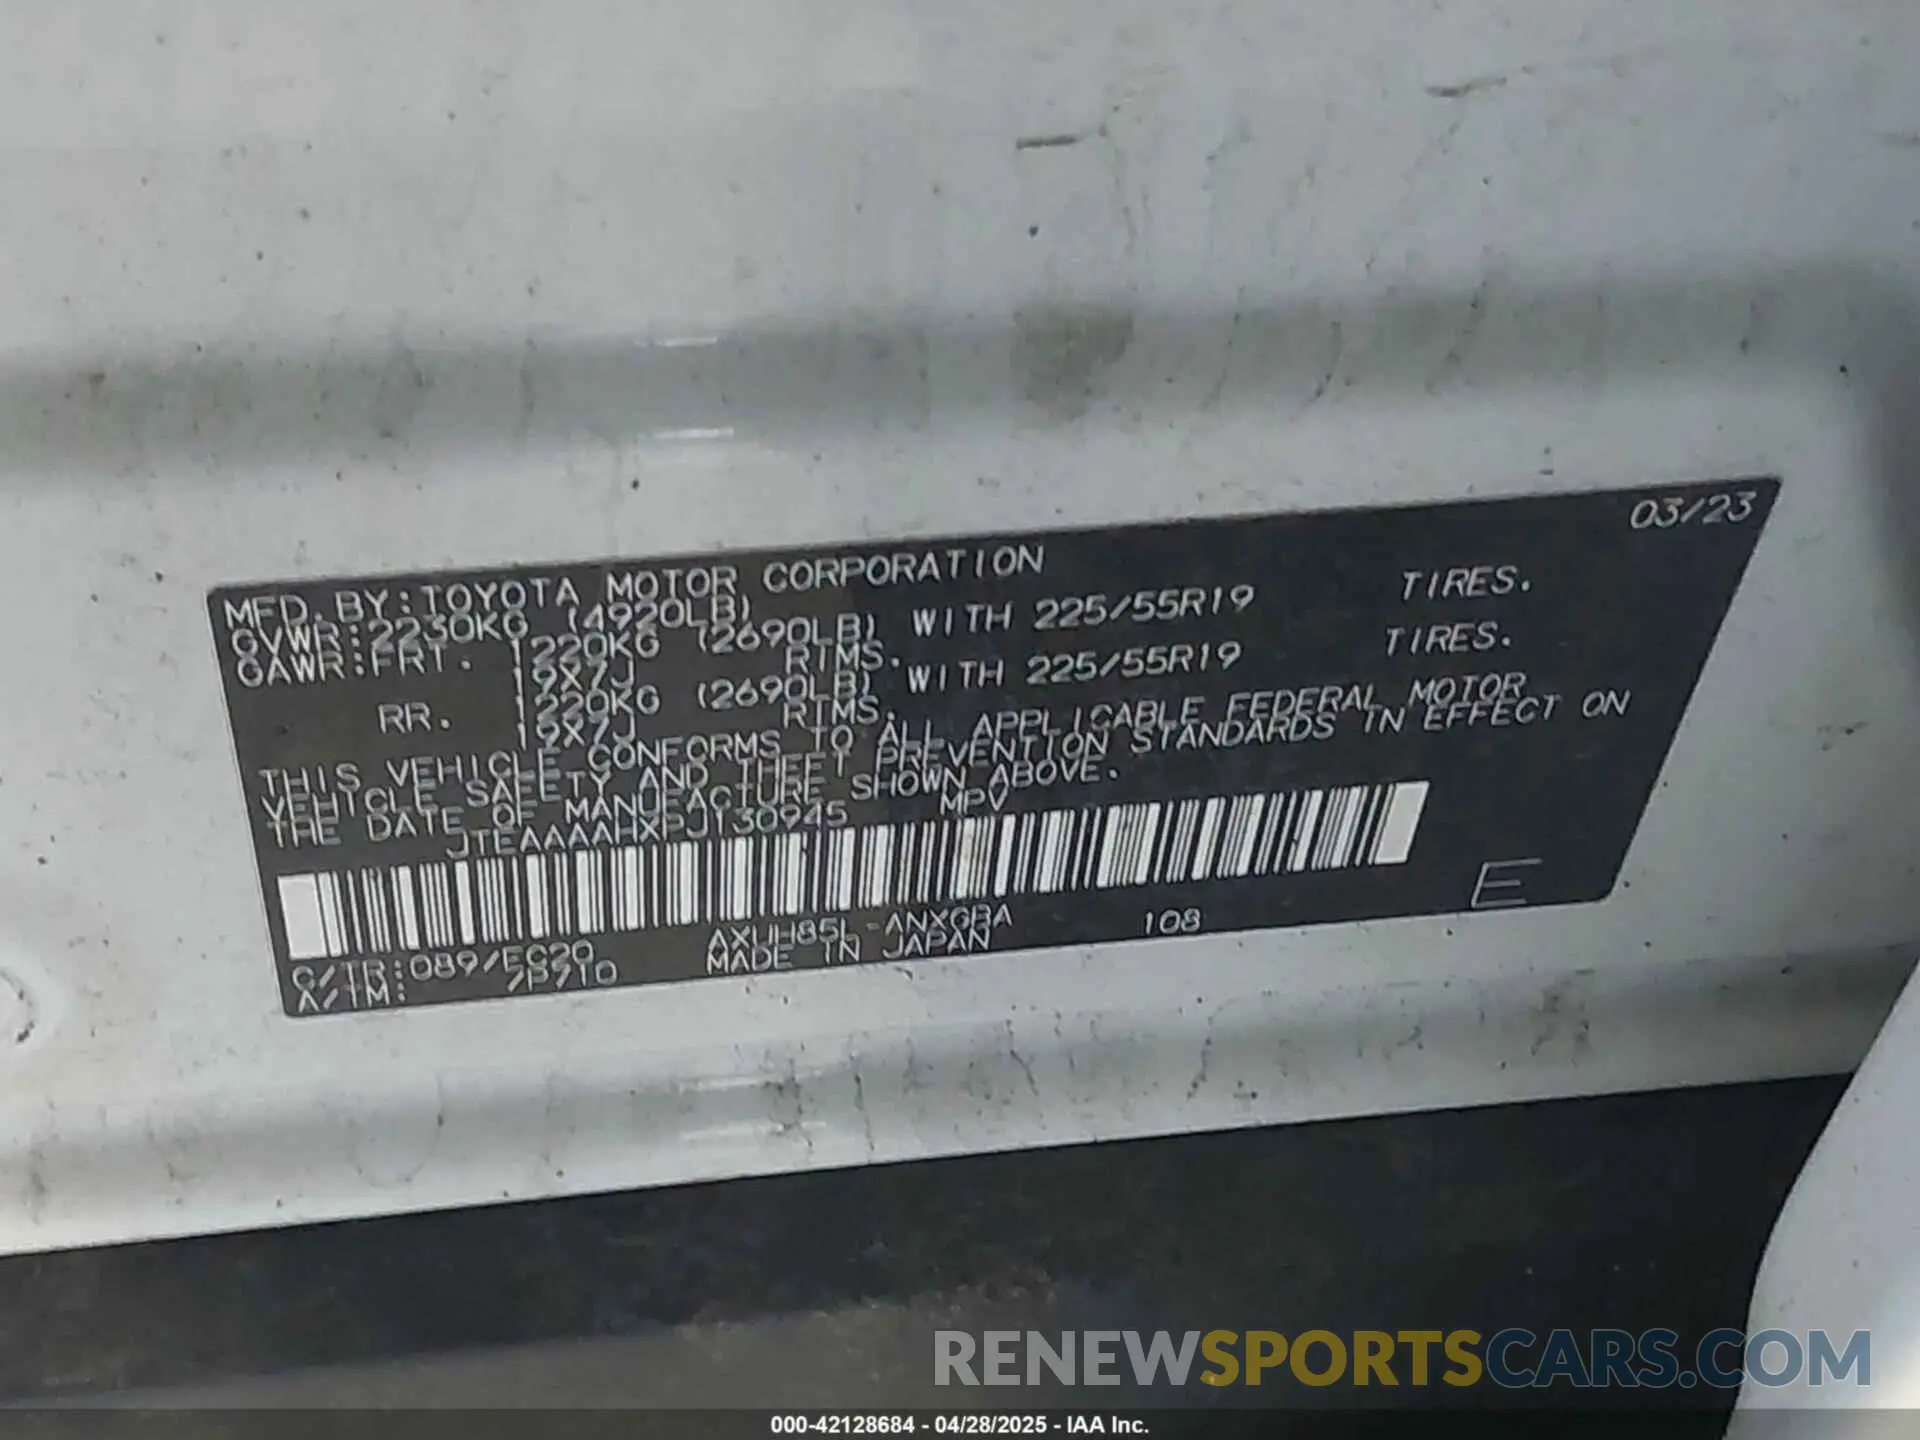 03/23
MFD. BY: TOYOTA MOTOR CORPORATION
GVWR: 2230KG (4920LB)
GAWR: FRT. 1220KG (2690LB) WITH 225/55R19 TIRES.
19X7J RIMS.
RR. 1220KG (2690LB) WITH 225/55R19 TIRES.
19X7J RIMS.
THIS VEHICLE CONFORMS TO ALL APPLICABLE FEDERAL MOTOR
VEHICLE SAFETY AND THEFT PREVENTION STANDARDS IN EFFECT ON
THE DATE OF MANUFACTURE SHOWN ABOVE.
JTEAAAAHXPJ130945 MPV
E
C/TR: 089/EC20 AXUH85L-ANXGBA 108
A/TM: /P710 MADE IN JAPAN
RENEWSPORTSCARS.COM
000-42128684 - 04/28/2025 - IAA Inc.